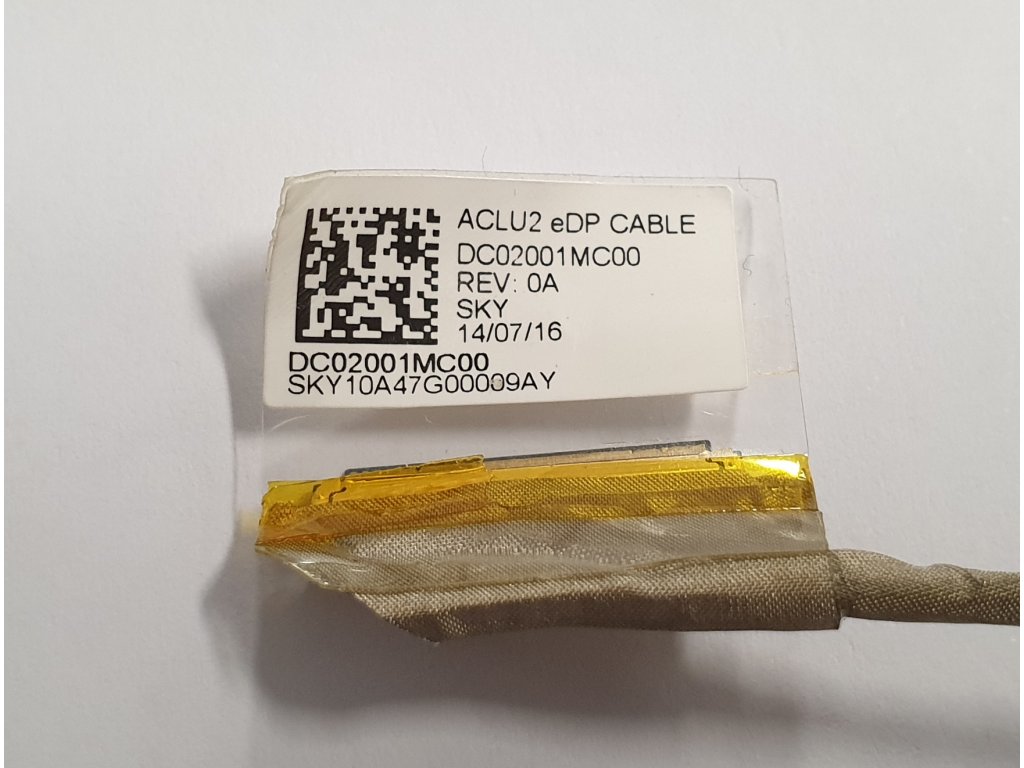 ACLU2 eDP CABLE
DC02001MC00
REV: 0A
SKY
14/07/16
DC02001MC00
SKY10A47G00009AY